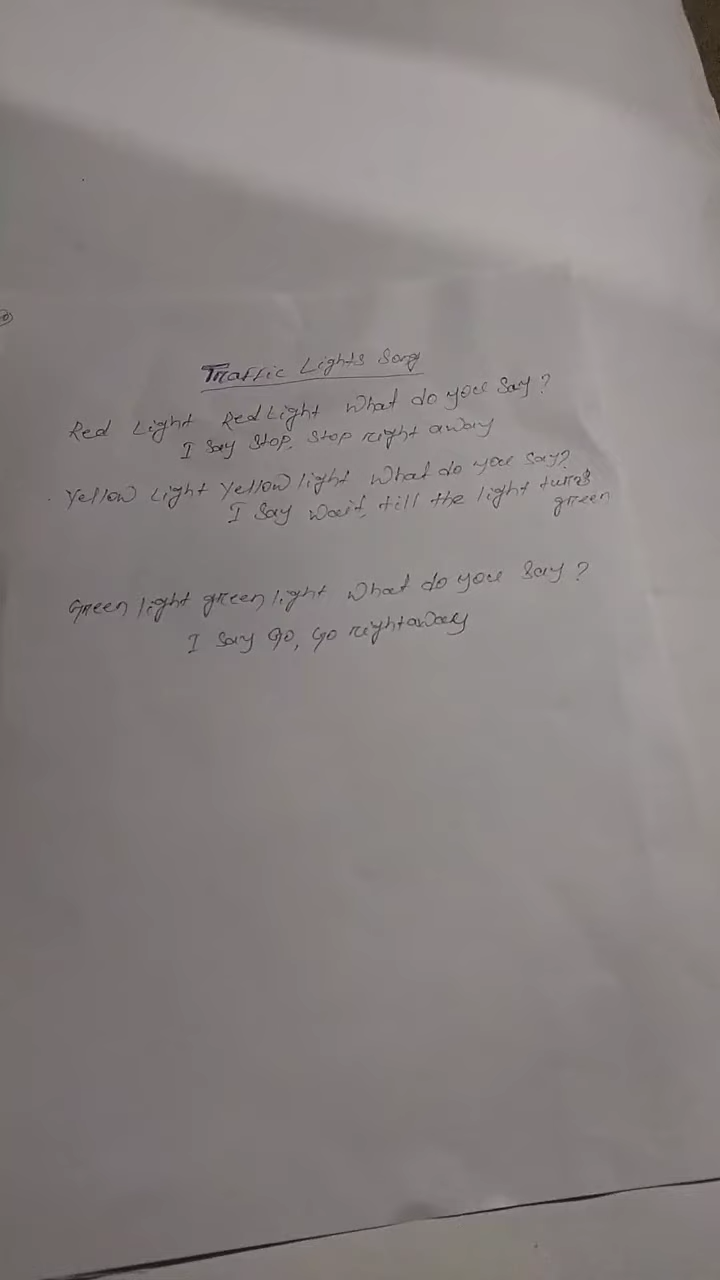 Traffic Lights Song
Red Light Red Light What do you Say?
I Say Stop, Stop right away
Yellow Light Yellow light What do you Say?
I Say Wait, till the light turns
green
Green light green light What do you Say?
I Say go, go right away